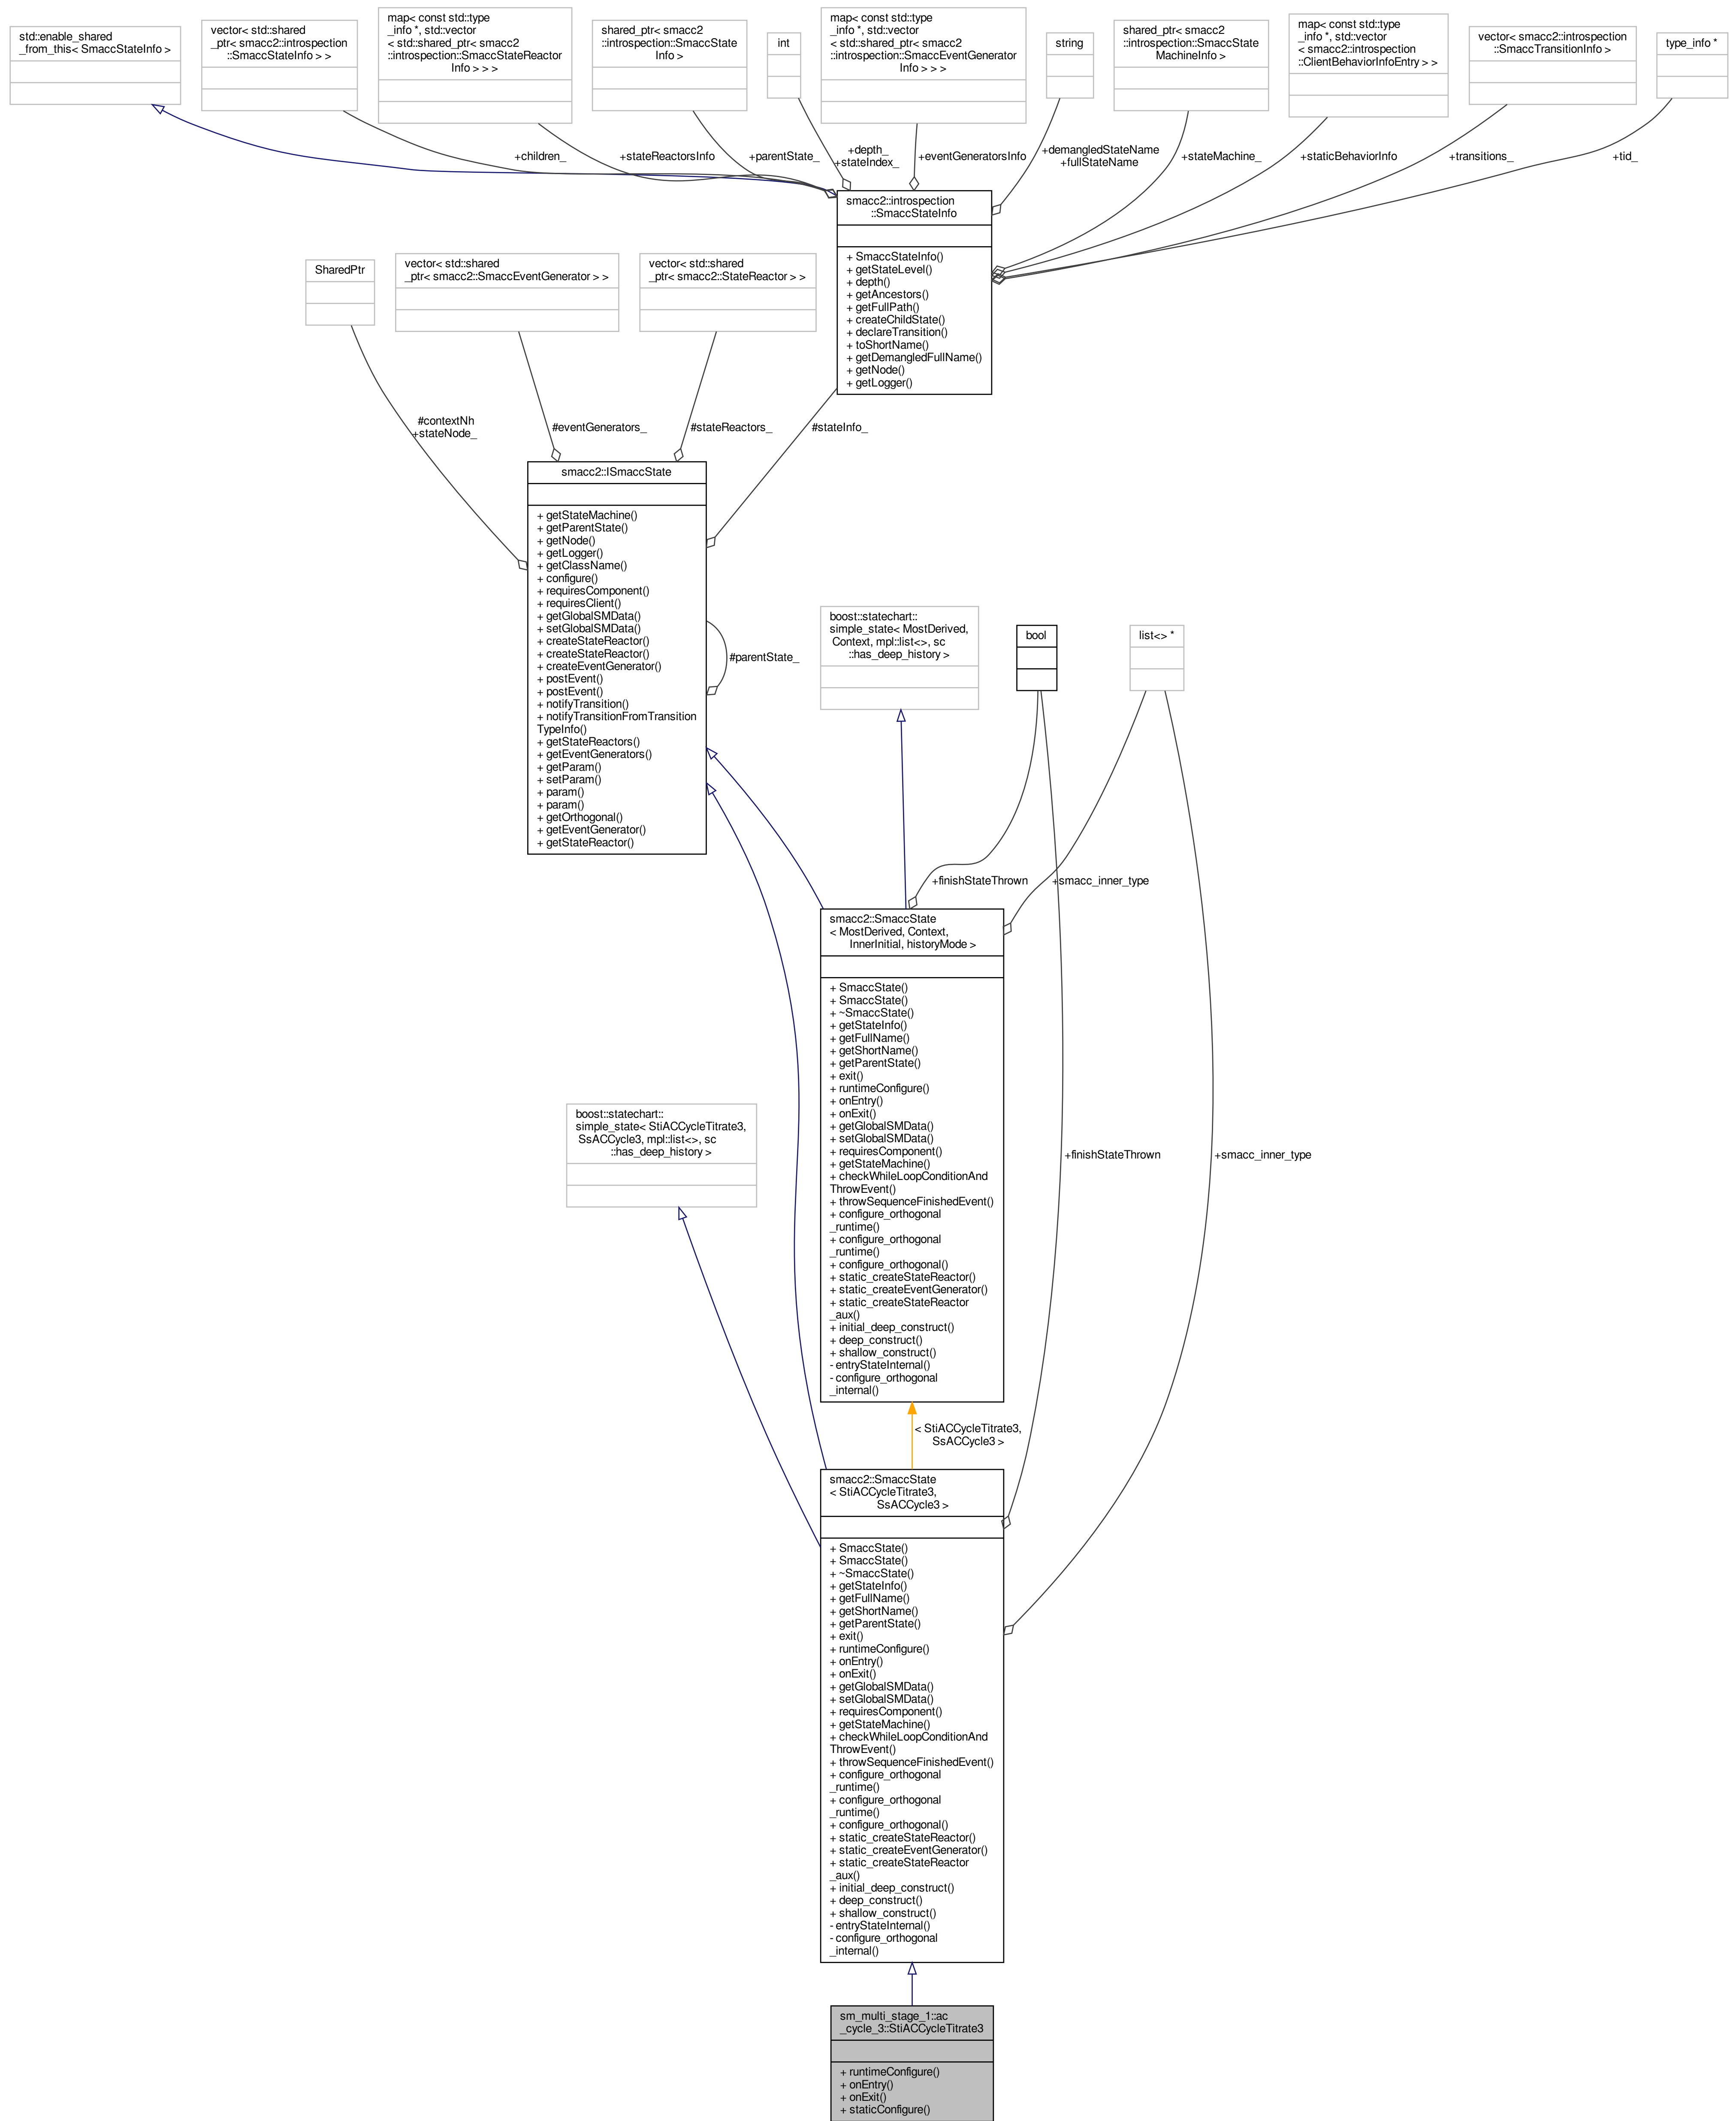 std::enable_shared
_from_this< SmaccStateInfo >
vector< std::shared
_ptr< smacc2::introspection
::SmaccStateInfo > >
map< const std::type
_info *, std::vector
< std::shared_ptr< smacc2
::introspection::SmaccStateReactor
Info > > >
shared_ptr< smacc2
::introspection::SmaccState
Info >
int
map< const std::type
_info *, std::vector
< std::shared_ptr< smacc2
::introspection::SmaccEventGenerator
Info > > >
string
shared_ptr< smacc2
::introspection::SmaccState
MachineInfo >
map< const std::type
_info *, std::vector
< smacc2::introspection
::ClientBehaviorInfoEntry > >
vector< smacc2::introspection
::SmaccTransitionInfo >
type_info *
+children_
+stateReactorsInfo
+parentState_
+depth_
+stateIndex_
+eventGeneratorsInfo
+demangledStateName
+fullStateName
+stateMachine_
+staticBehaviorInfo
+transitions_
+tid_
smacc2::introspection
::SmaccStateInfo
+ SmaccStateInfo()
+ getStateLevel()
+ depth()
+ getAncestors()
+ getFullPath()
+ createChildState()
+ declareTransition()
+ toShortName()
+ getDemangledFullName()
+ getNode()
+ getLogger()
SharedPtr
vector< std::shared
_ptr< smacc2::SmaccEventGenerator > >
vector< std::shared
_ptr< smacc2::StateReactor > >
#contextNh
+stateNode_
#eventGenerators_
#stateReactors_
#stateInfo_
smacc2::ISmaccState
+ getStateMachine()
+ getParentState()
+ getNode()
+ getLogger()
+ getClassName()
+ configure()
+ requiresComponent()
+ requiresClient()
+ getGlobalSMData()
+ setGlobalSMData()
+ createStateReactor()
+ createStateReactor()
+ createEventGenerator()
+ postEvent()
+ postEvent()
+ notifyTransition()
+ notifyTransitionFromTransition
TypeInfo()
+ getStateReactors()
+ getEventGenerators()
+ getParam()
+ setParam()
+ param()
+ param()
+ getOrthogonal()
+ getEventGenerator()
+ getStateReactor()
#parentState_
boost::statechart::
simple_state< MostDerived,
Context, mpl::list<>, sc
::has_deep_history >
bool
list<> *
+finishStateThrown
+smacc_inner_type
smacc2::SmaccState
< MostDerived, Context,
InnerInitial, historyMode >
+ SmaccState()
+ SmaccState()
+ ~SmaccState()
+ getStateInfo()
+ getFullName()
+ getShortName()
+ getParentState()
+ exit()
+ runtimeConfigure()
+ onEntry()
+ onExit()
+ getGlobalSMData()
+ setGlobalSMData()
+ requiresComponent()
+ getStateMachine()
+ checkWhileLoopConditionAnd
ThrowEvent()
+ throwSequenceFinishedEvent()
+ configure_orthogonal
_runtime()
+ configure_orthogonal
_runtime()
+ configure_orthogonal()
+ static_createStateReactor()
+ static_createEventGenerator()
+ static_createStateReactor
_aux()
+ initial_deep_construct()
+ deep_construct()
+ shallow_construct()
- entryStateInternal()
- configure_orthogonal
_internal()
boost::statechart::
simple_state< StiACCycleTitrate3,
SsACCycle3, mpl::list<>, sc
::has_deep_history >
+finishStateThrown
+smacc_inner_type
< StiACCycleTitrate3,
SsACCycle3 >
smacc2::SmaccState
< StiACCycleTitrate3,
SsACCycle3 >
+ SmaccState()
+ SmaccState()
+ ~SmaccState()
+ getStateInfo()
+ getFullName()
+ getShortName()
+ getParentState()
+ exit()
+ runtimeConfigure()
+ onEntry()
+ onExit()
+ getGlobalSMData()
+ setGlobalSMData()
+ requiresComponent()
+ getStateMachine()
+ checkWhileLoopConditionAnd
ThrowEvent()
+ throwSequenceFinishedEvent()
+ configure_orthogonal
_runtime()
+ configure_orthogonal
_runtime()
+ configure_orthogonal()
+ static_createStateReactor()
+ static_createEventGenerator()
+ static_createStateReactor
_aux()
+ initial_deep_construct()
+ deep_construct()
+ shallow_construct()
- entryStateInternal()
- configure_orthogonal
_internal()
sm_multi_stage_1::ac
_cycle_3::StiACCycleTitrate3
+ runtimeConfigure()
+ onEntry()
+ onExit()
+ staticConfigure()